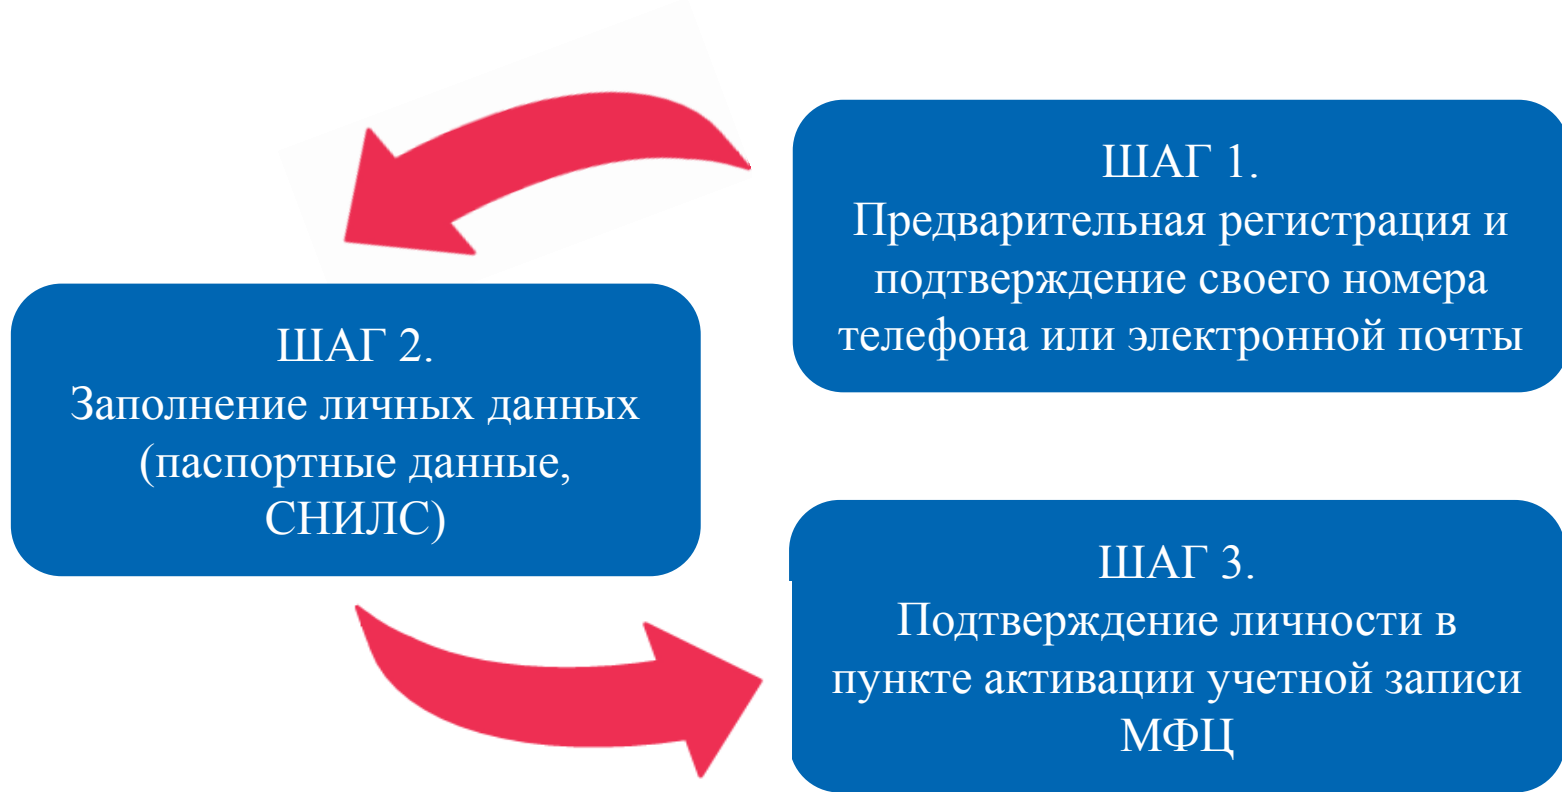 ШАГ 1.
Предварительная регистрация и
подтверждение своего номера
телефона или электронной почты
ШАГ 2.
Заполнение личных данных
(паспортные данные,
СНИЛС)
ШАГ 3.
Подтверждение личности в
пункте активации учетной записи
МФЦ